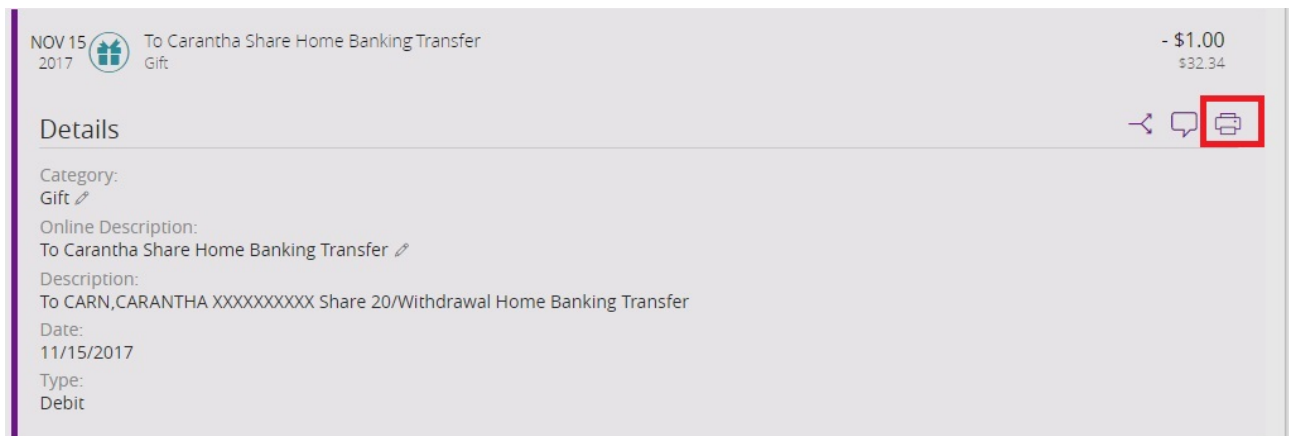 NOV 15
2017
To Carantha Share Home Banking Transfer
Gift
- $1.00
$32.34
Details
Category:
Gift
Online Description:
To Carantha Share Home Banking Transfer
Description:
To CARN,CARANTHA XXXXXXXXXX Share 20/Withdrawal Home Banking Transfer
Date:
11/15/2017
Type:
Debit